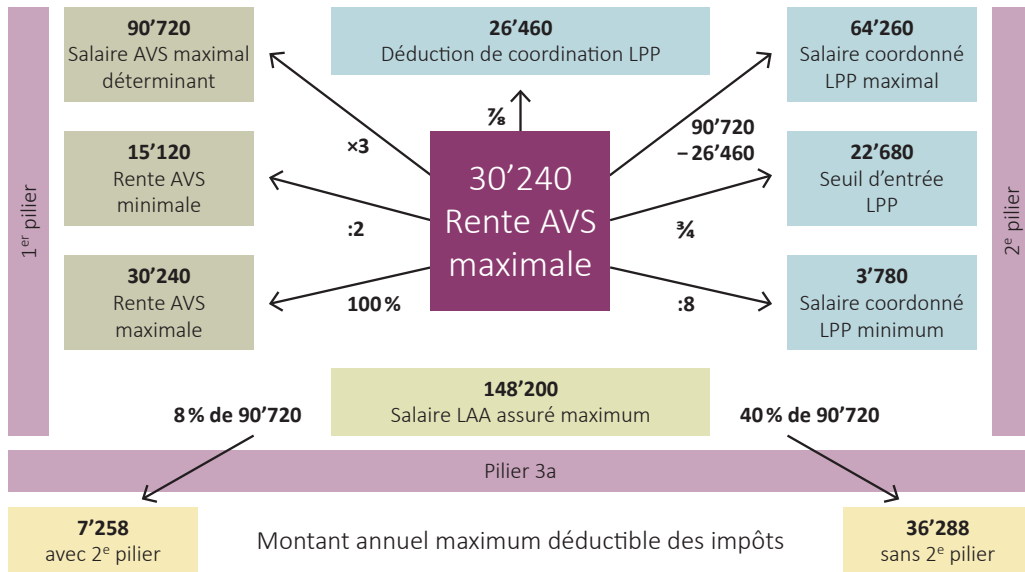 90’720
Salaire AVS maximal
déterminant
26’460
Déduction de coordination LPP
64’260
Salaire coordonné
LPP maximal
⅞
×3
90’720
– 26’460
15’120
Rente AVS
minimale
30’240
Rente AVS
maximale
22’680
Seuil d’entrée
LPP
:2
¾
30’240
Rente AVS
maximale
100 %
:8
3’780
Salaire coordonné
LPP minimum
1er pilier
2e pilier
148’200
Salaire LAA assuré maximum
8 % de 90’720
40 % de 90’720
Pilier 3a
7’258
avec 2e pilier
Montant annuel maximum déductible des impôts
36’288
sans 2e pilier